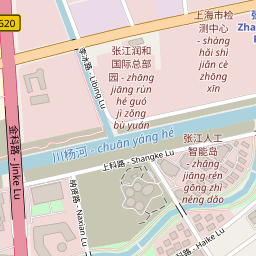 620
上海市检
测中心 -
shàng
hǎi shì
jiǎn cè
zhōng
xīn
张江润和
国际总部
园 - zhāng
jiāng rùn
hé guó
jì zǒng
bù yuán
李冰路 - Libing Lu
Zha
金科路 - Jinke Lu
川杨河 - chuān yáng hé
上科路 - Shangke Lu
张江人工
智能岛
- zhāng
jiāng rén
gōng zhì
néng dǎo
纳贤路 - Naxian Lu
海科路 - Haike Lu